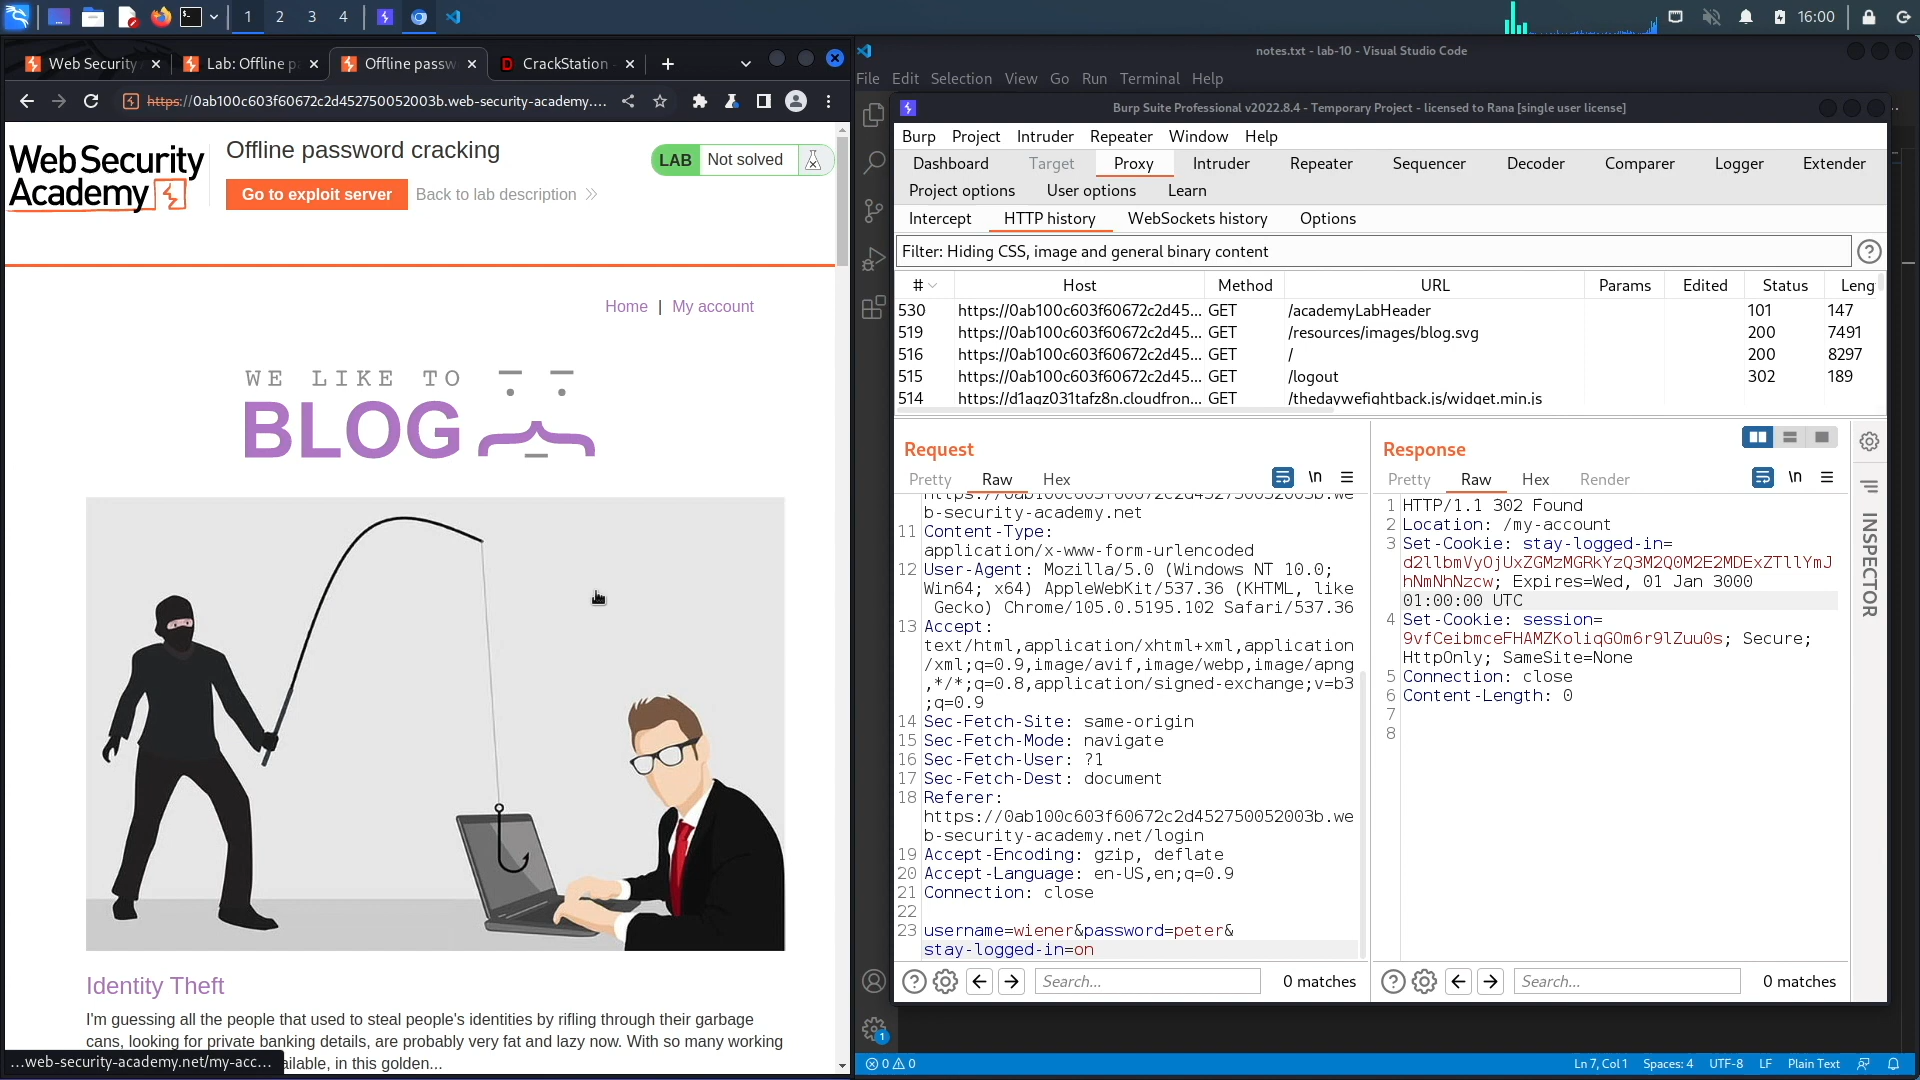 1 2 3 4 16:00
Web Security Lab: Offline p Offline passw CrackStation
https://0ab100c603f60672c2d452750052003b.web-security-academy....
WebSecurity
Academy
Offline password cracking
Go to exploit server Back to lab description
LAB Not solved
Home | My account
WE LIKE TO
BLOG
Identity Theft
I'm guessing all the people that used to steal people's identities by rifling through their garbage
cans, looking for private banking details, are probably very fat and lazy now. With so many working
...web-security-academy.net/my-acc... ailable, in this golden...
notes.txt - lab-10 - Visual Studio Code
File Edit Selection View Go Run Terminal Help
Burp Suite Professional v2022.8.4 - Temporary Project - licensed to Rana [single user license]
Burp Project Intruder Repeater Window Help
Dashboard Target Proxy Intruder Repeater Sequencer Decoder Comparer Logger Extender
Project options User options Learn
Intercept HTTP history WebSockets history Options
Filter: Hiding CSS, image and general binary content
# Host Method URL Params Edited Status Leng
530 https://0ab100c603f60672c2d45... GET /academyLabHeader 101 147
519 https://0ab100c603f60672c2d45... GET /resources/images/blog.svg 200 7491
516 https://0ab100c603f60672c2d45... GET / 200 8297
515 https://0ab100c603f60672c2d45... GET /logout 302 189
514 https://d1aqz031tafz8n.cloudfron... GET /thedaywefightback.js/widget.min.js
Request
Pretty Raw Hex \n
https://0ab100c603f60672c2d452750052003b.we
b-security-academy.net
11 Content-Type:
application/x-www-form-urlencoded
12 User-Agent: Mozilla/5.0 (Windows NT 10.0;
Win64; x64) AppleWebKit/537.36 (KHTML, like
Gecko) Chrome/105.0.5195.102 Safari/537.36
13 Accept:
text/html,application/xhtml+xml,application
/xml;q=0.9,image/avif,image/webp,image/apng
,*/*;q=0.8,application/signed-exchange;v=b3
;q=0.9
14 Sec-Fetch-Site: same-origin
15 Sec-Fetch-Mode: navigate
16 Sec-Fetch-User: ?1
17 Sec-Fetch-Dest: document
18 Referer:
https://0ab100c603f60672c2d452750052003b.we
b-security-academy.net/login
19 Accept-Encoding: gzip, deflate
20 Accept-Language: en-US,en;q=0.9
21 Connection: close
22
23 username=wiener&password=peter&
stay-logged-in=on
Search... 0 matches
Response
Pretty Raw Hex Render \n
1 HTTP/1.1 302 Found
2 Location: /my-account
3 Set-Cookie: stay-logged-in=
d2llbmVyOjUxZGMzMGRkYzQ3M2Q0M2E2MDExZTllYmJ
hNmNhNzcw; Expires=Wed, 01 Jan 3000
01:00:00 UTC
4 Set-Cookie: session=
9vfCeibmceFHAMZKoliqGOm6r9lZuu0s; Secure;
HttpOnly; SameSite=None
5 Connection: close
6 Content-Length: 0
7
8
Search... 0 matches
INSPECTOR
1
0 0 Ln 7, Col 1 Spaces: 4 UTF-8 LF Plain Text